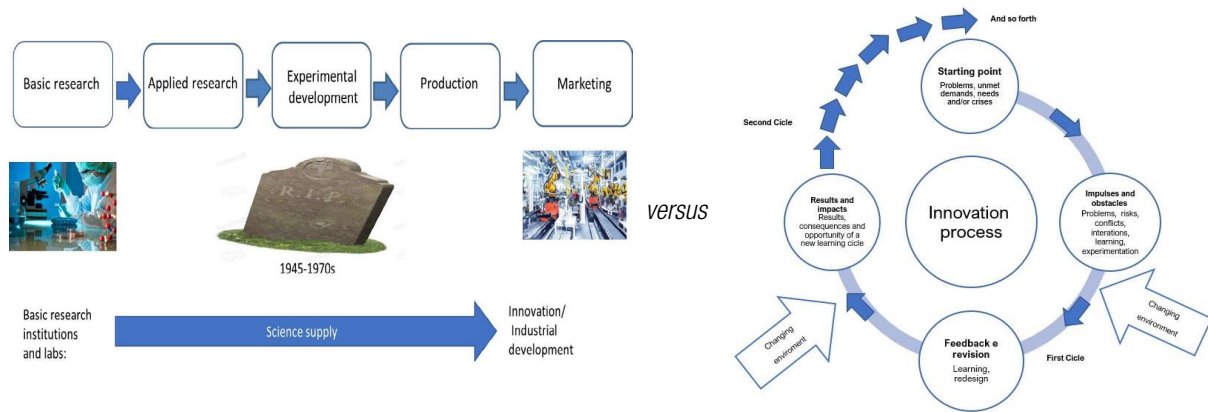 Basic research
Applied research
Experimental
development
Production
Marketing
R.I.P.
1945-1970s
Basic research
institutions
and labs:
Science supply
Innovation/
Industrial
development
versus
And so forth
Starting point
Problems, unmet
demands, needs
and/or crises
Second Cicle
Results and
impacts
Results,
consequences and
opportunity of a
new learning cicle
Innovation
process
Impulses and
obstacles
Problems, risks,
conflicts,
interations,
learning,
experimentation
Changing
enviroment
Changing
environment
Feedback e
revision
Learning,
redesign
First Cicle